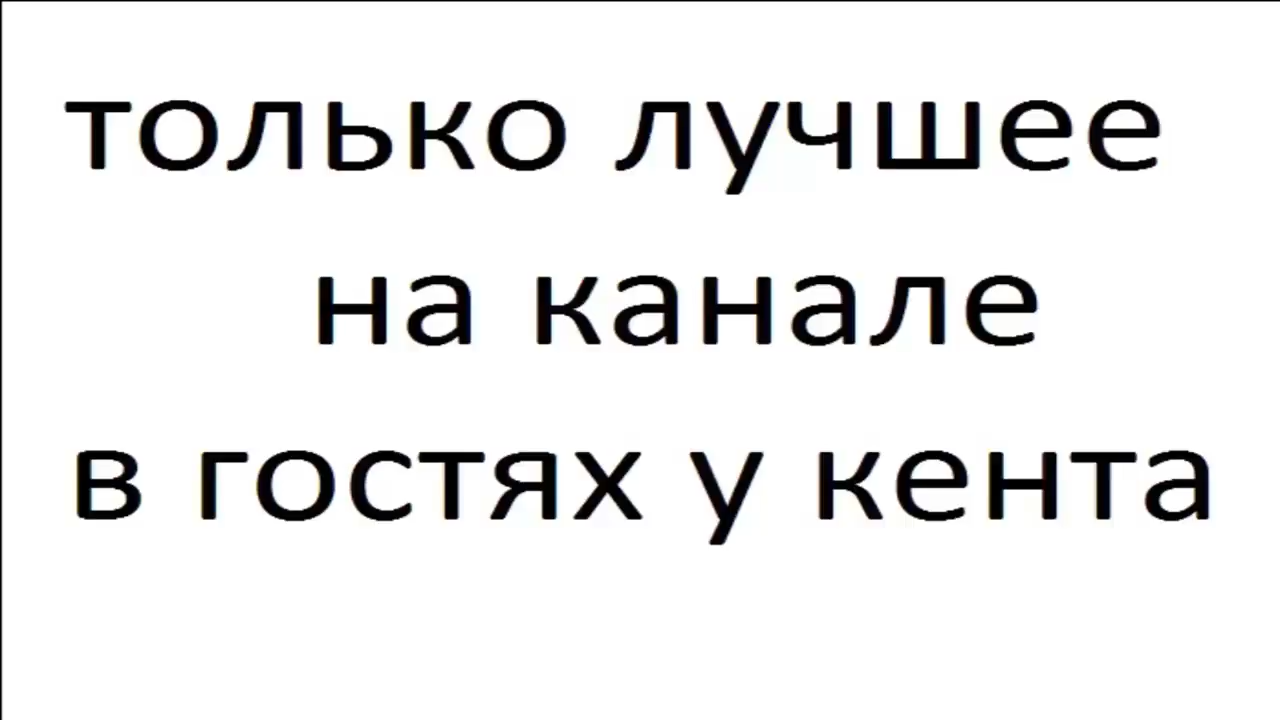 только лучшее
на канале
в гостях у кента